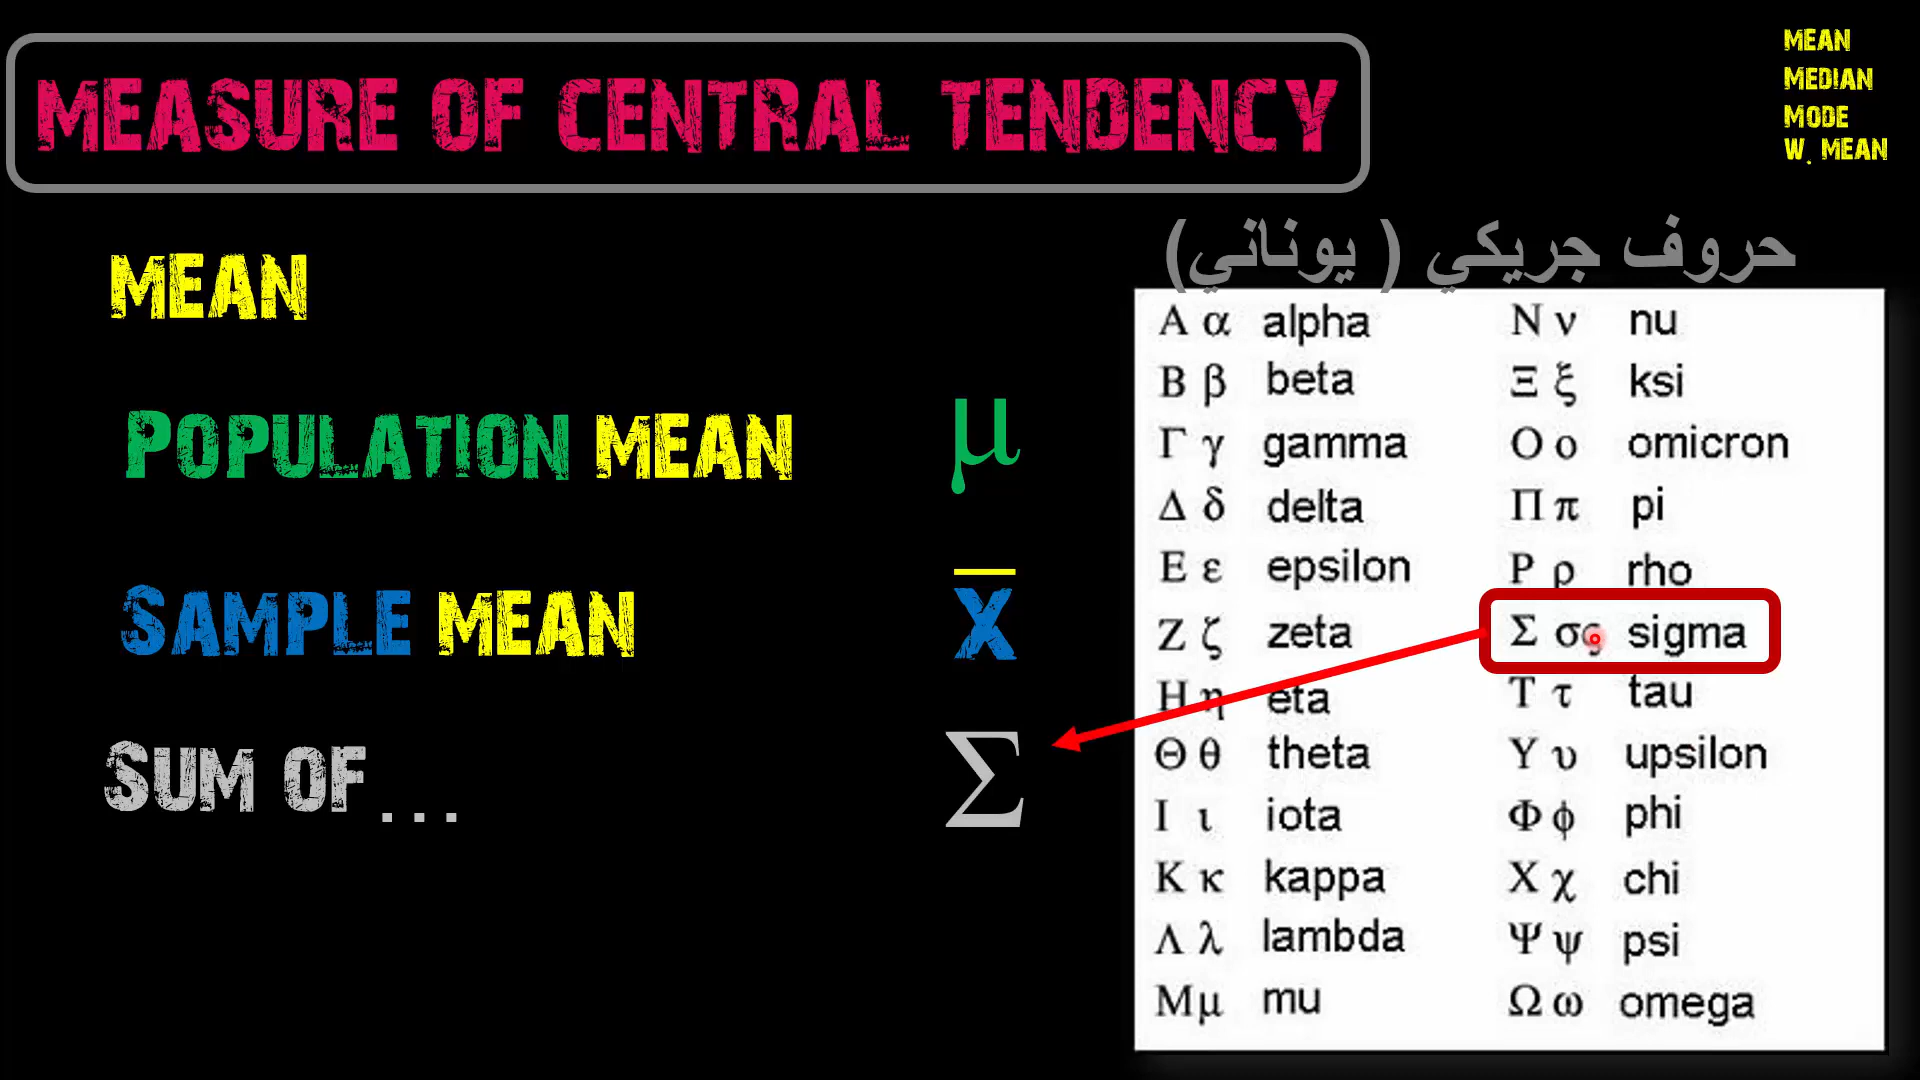 MEASURE OF CENTRAL TENDENCY
MEAN
MEDIAN
MODE
W. MEAN
حروف جريكي ( يوناني)
MEAN
POPULATION MEAN µ
SAMPLE MEAN X̅
SUM OF... Σ
Α α alpha
Β β beta
Γ γ gamma
Δ δ delta
Ε ε epsilon
Ζ ζ zeta
Η η eta
Θ θ theta
Ι ι iota
Κ κ kappa
Λ λ lambda
Μ μ mu
Ν ν nu
Ξ ξ ksi
Ο ο omicron
Π π pi
Ρ ρ rho
Σ σς sigma
Τ τ tau
Υ υ upsilon
Φ ϕ phi
Χ χ chi
Ψ ψ psi
Ω ω omega